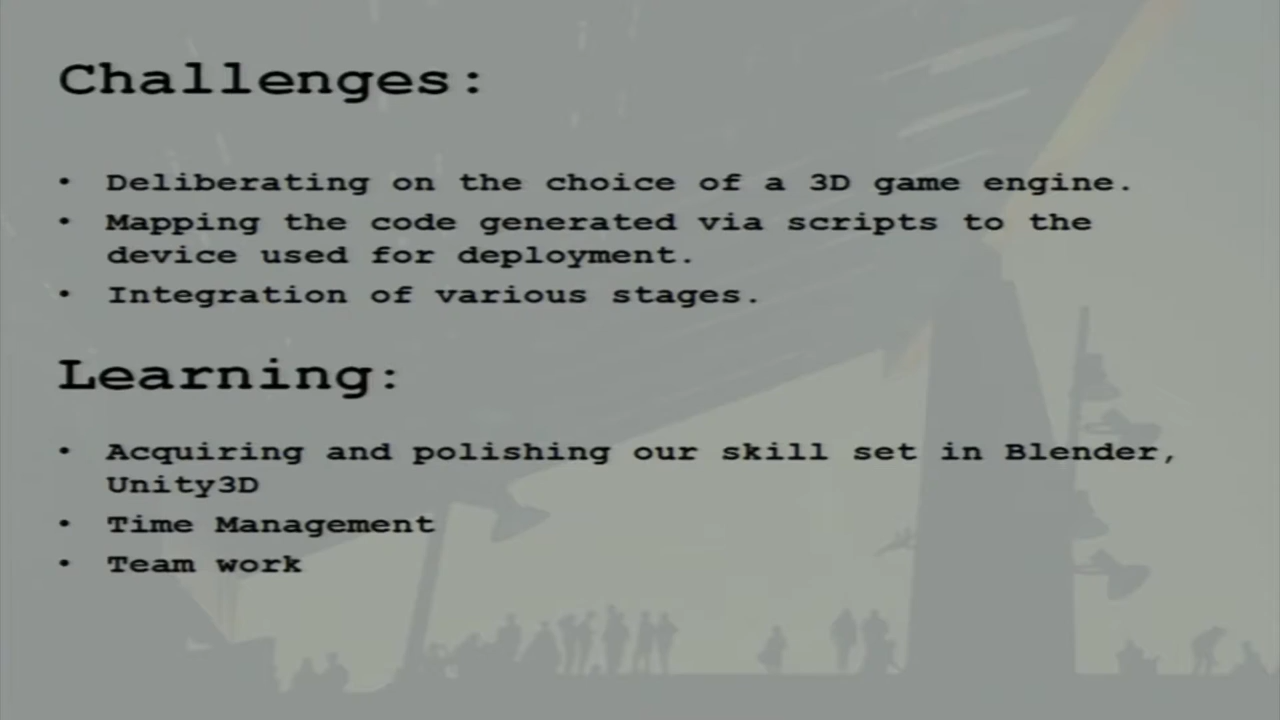 Challenges:
• Deliberating on the choice of a 3D game engine.
• Mapping the code generated via scripts to the
device used for deployment.
• Integration of various stages.
Learning:
• Acquiring and polishing our skill set in Blender,
Unity3D
• Time Management
• Team work